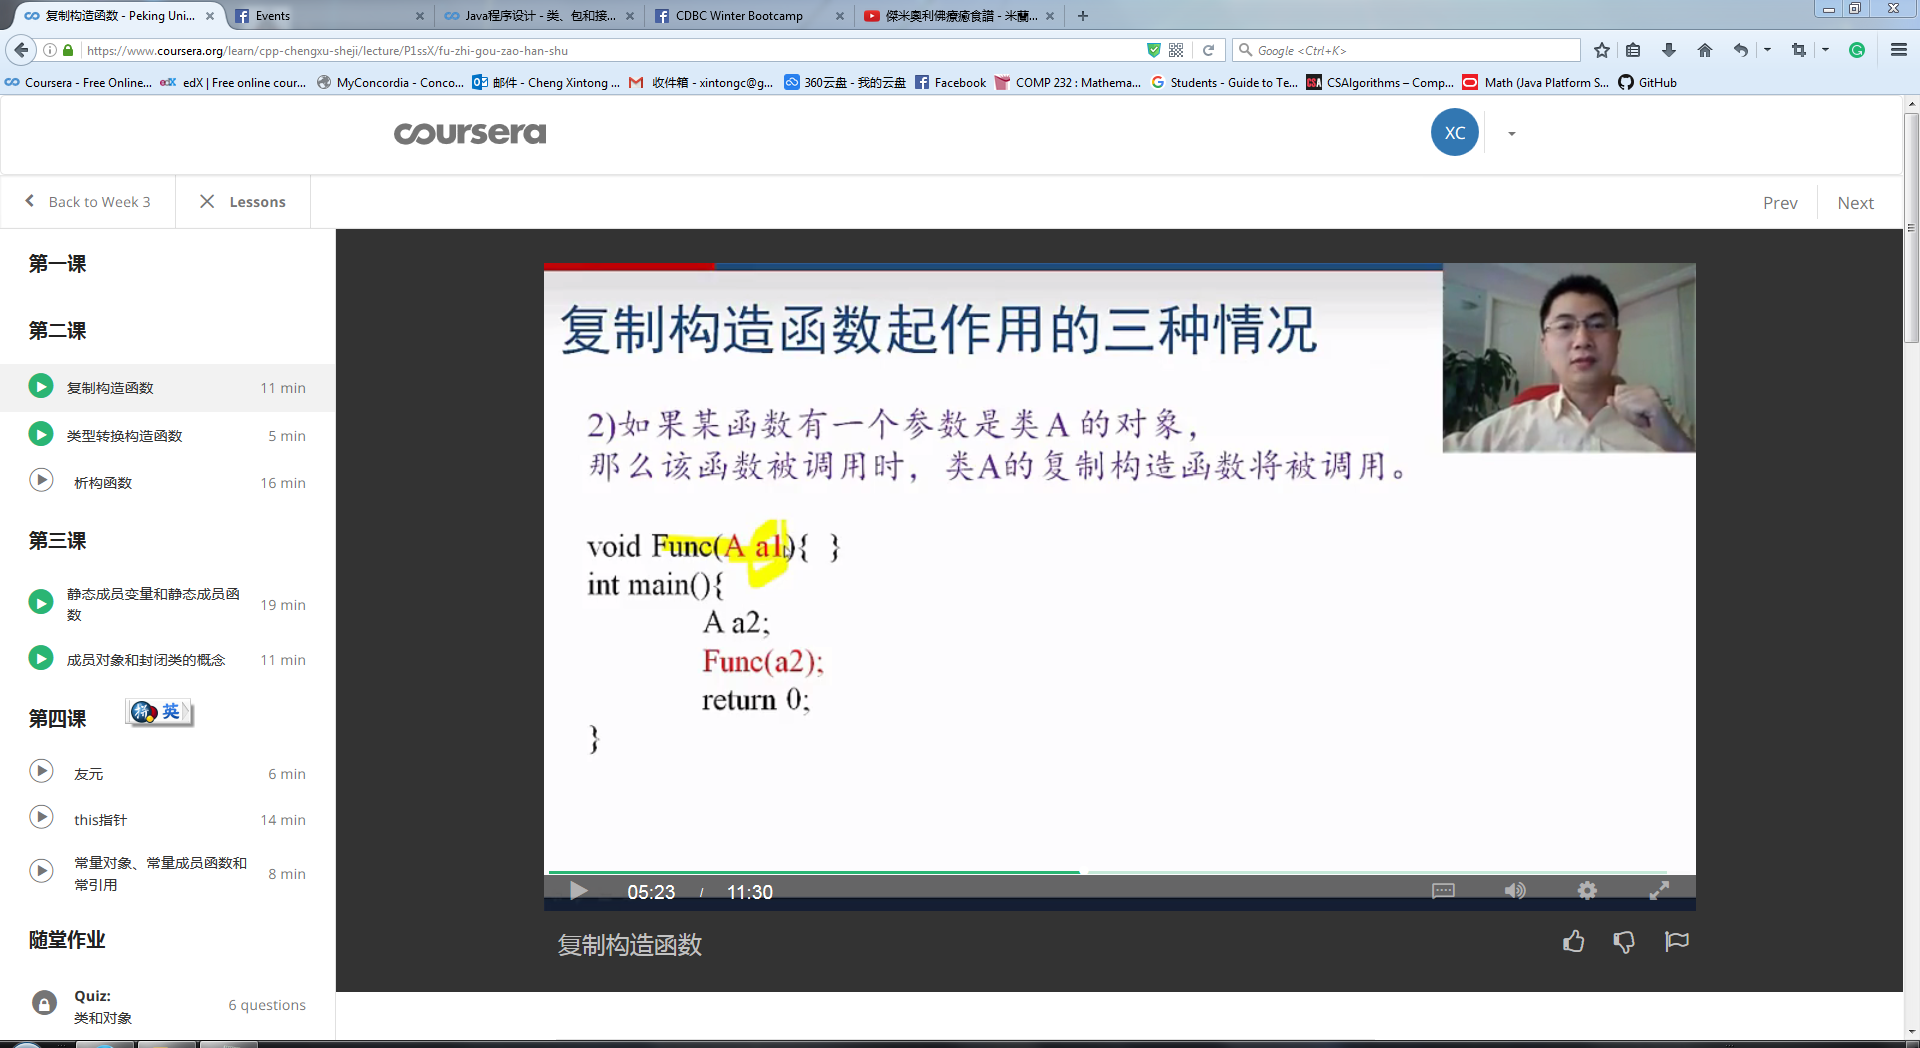 复制构造函数 - Peking Uni...
Events
Java程序设计 - 类、包和接...
CDBC Winter Bootcamp
傑米奧利佛療癒食譜 - 米蘭...
https://www.coursera.org/learn/cpp-chengxu-sheji/lecture/P1ssX/fu-zhi-gou-zao-han-shu
Google <Ctrl+K>
Coursera - Free Online...
edX | Free online cour...
MyConcordia - Conco...
邮件 - Cheng Xintong ...
收件箱 - xintongc@g...
360云盘 - 我的云盘
Facebook
COMP 232 : Mathema...
Students - Guide to Te...
CSAlgorithms – Comp...
Math (Java Platform S...
GitHub
coursera
XC
Back to Week 3
Lessons
Prev
Next
第一课
第二课
复制构造函数
11 min
类型转换构造函数
5 min
析构函数
16 min
第三课
静态成员变量和静态成员函
数
19 min
成员对象和封闭类的概念
11 min
第四课
拼 英
友元
6 min
this指针
14 min
常量对象、常量成员函数和
常引用
8 min
随堂作业
Quiz:
类和对象
6 questions
复制构造函数起作用的三种情况
2)如果某函数有一个参数是类A 的对象,
那么该函数被调用时，类A的复制构造函数将被调用。
void Func(A a1){ }
int main(){
A a2;
Func(a2);
return 0;
}
05:23 / 11:30
复制构造函数